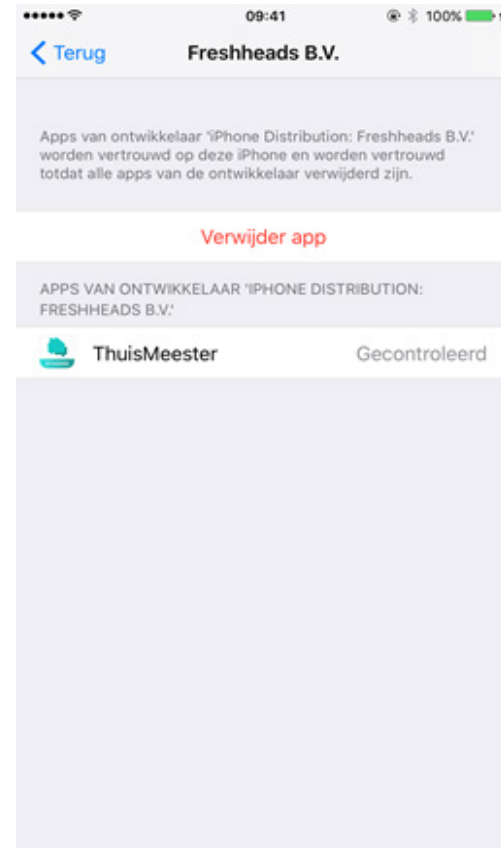 09:41 100%
Terug Freshheads B.V.
Apps van ontwikkelaar 'iPhone Distribution: Freshheads B.V.'
worden vertrouwd op deze iPhone en worden vertrouwd
totdat alle apps van de ontwikkelaar verwijderd zijn.
Verwijder app
APPS VAN ONTWIKKELAAR 'IPHONE DISTRIBUTION:
FRESHHEADS B.V.'
ThuisMeester Gecontroleerd